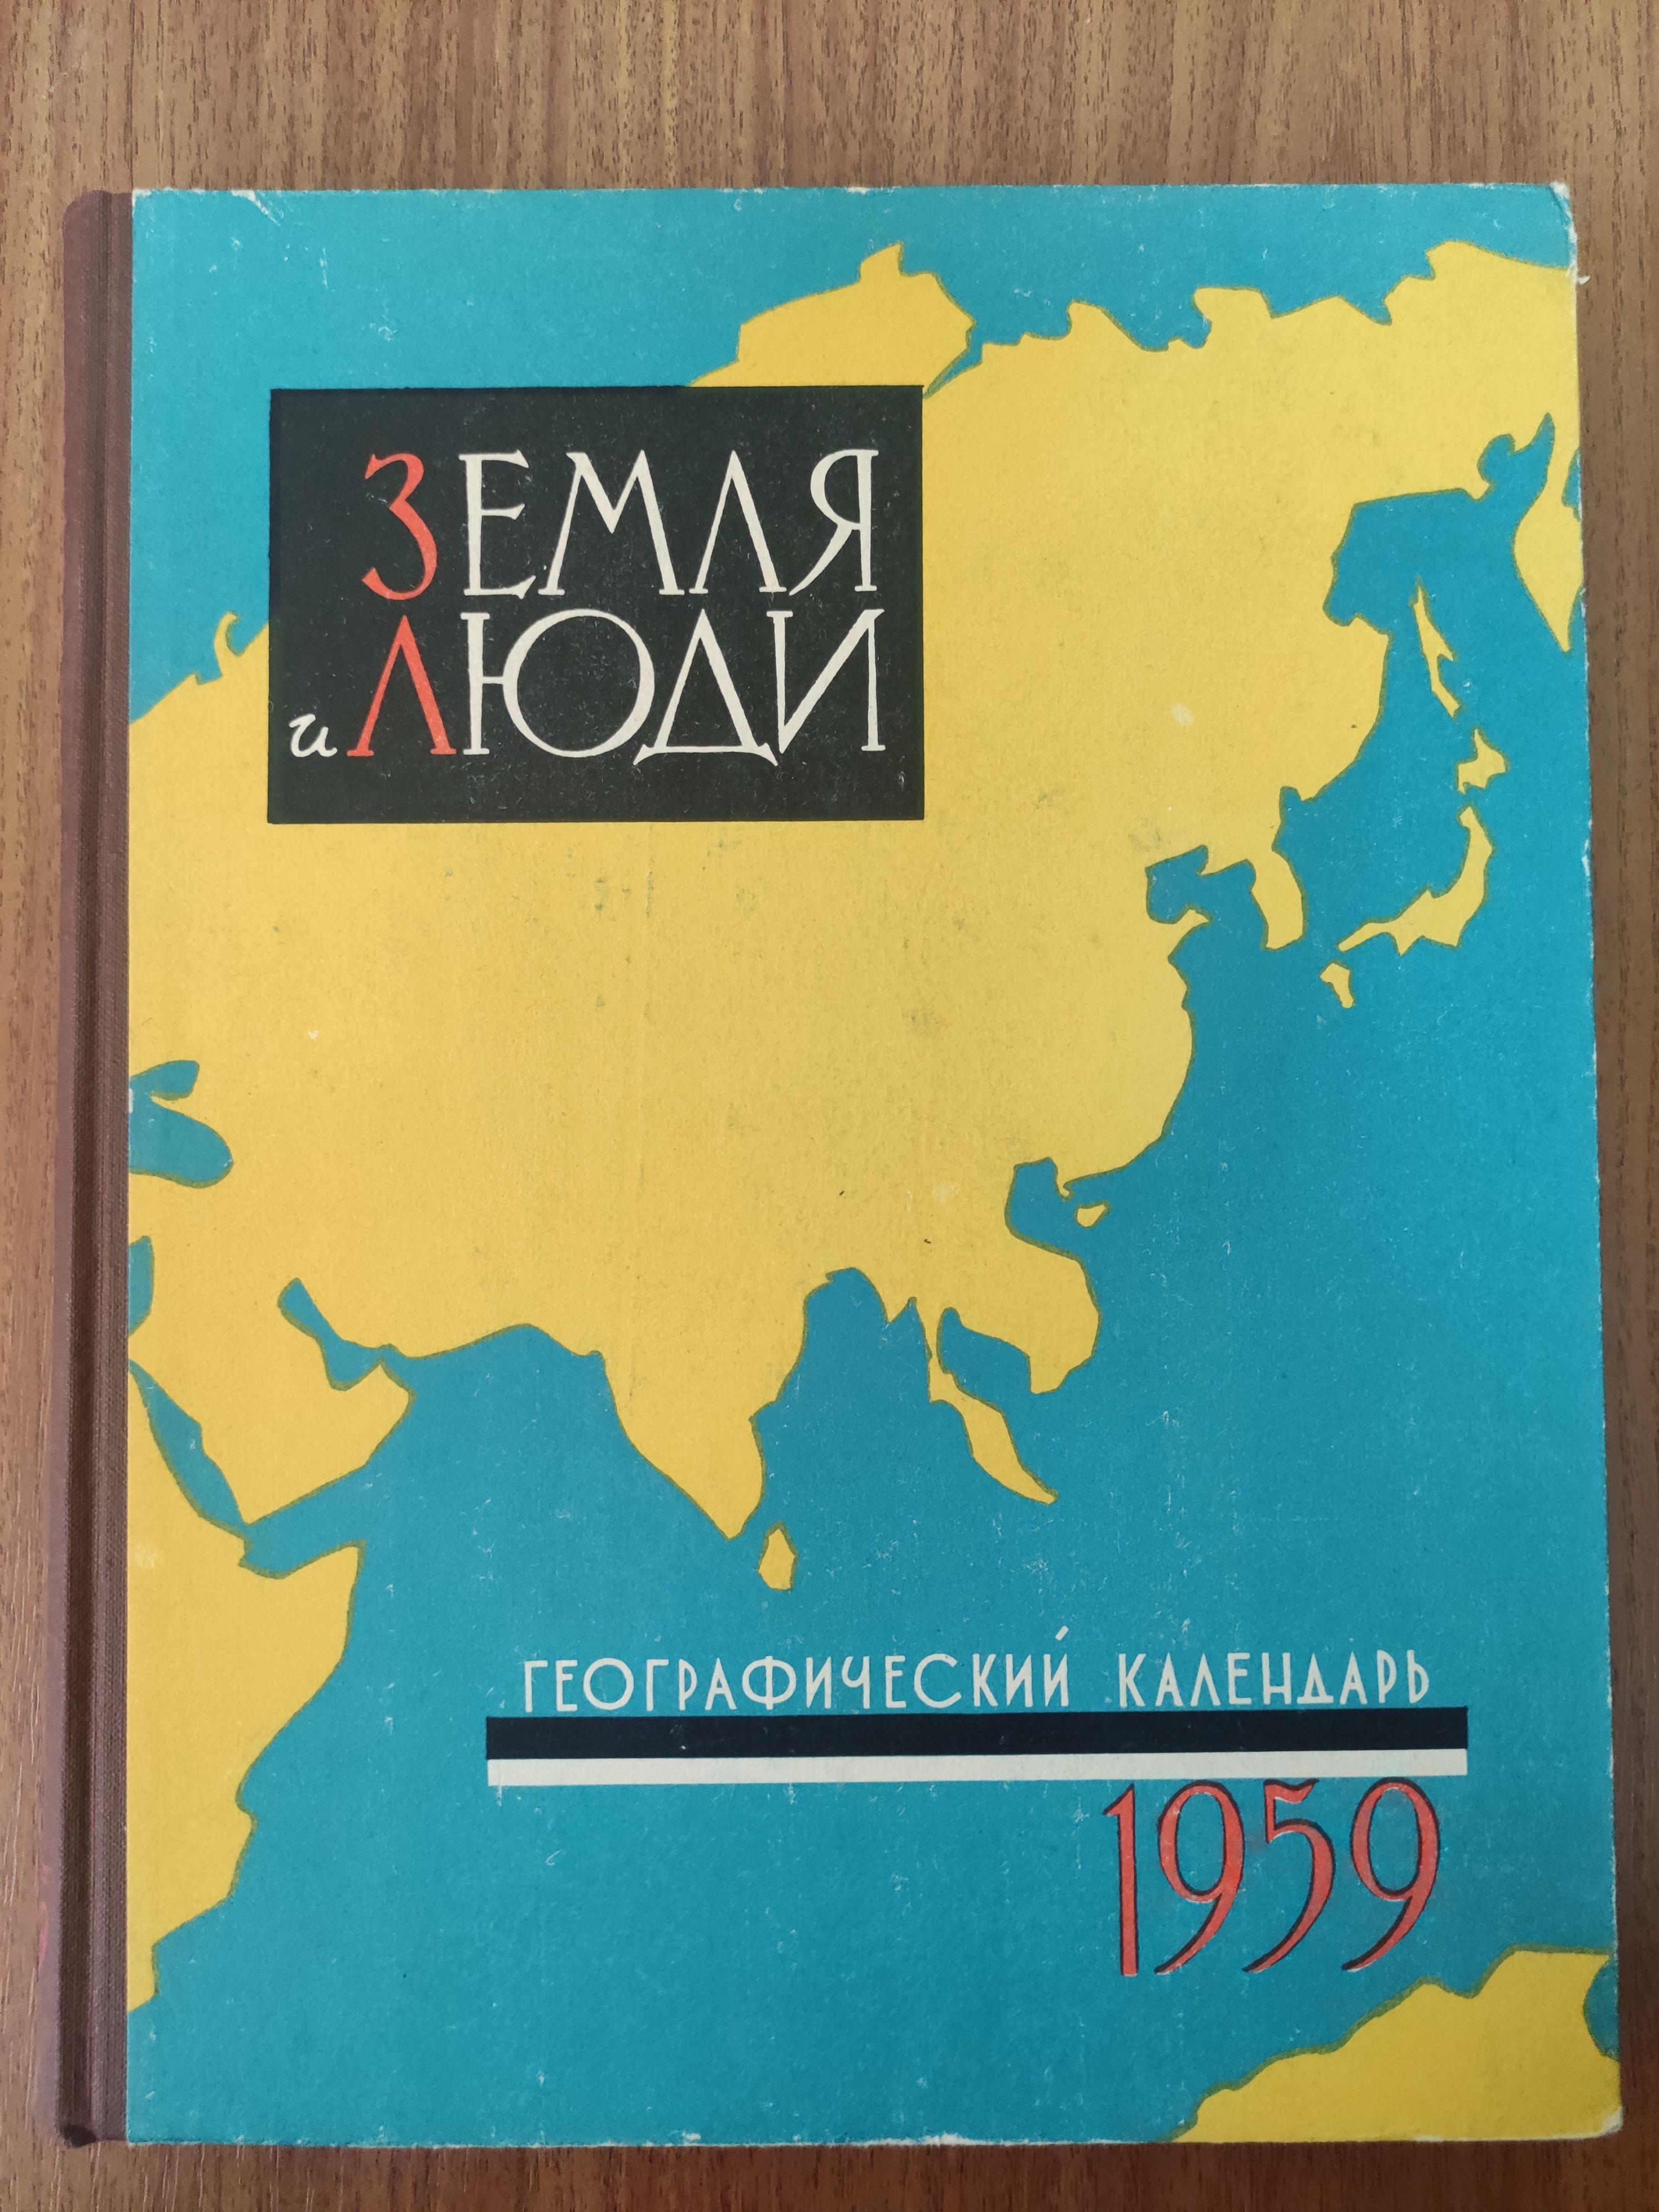 ЗЕМЛЯ
и ЛЮДИ
ГЕОГРАФИЧЕСКИЙ КАЛЕНДАРЬ
1959